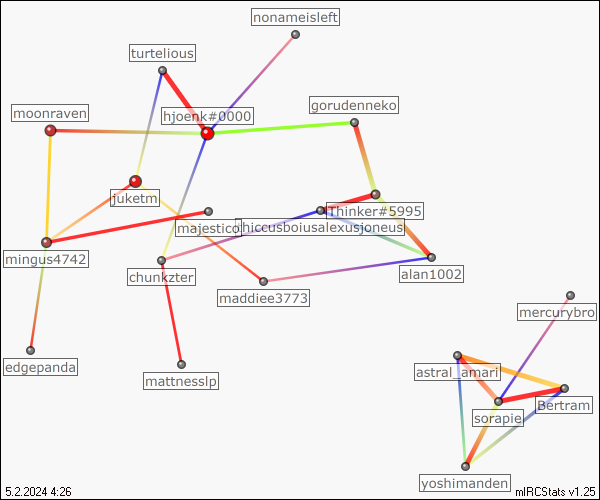 nonameisleft
turtelious
gorudenneko
moonraven
hjoenk#0000
juketm
Thinker#5995
majestico
thiccusboiusalexusjoneus
mingus4742
chunkzter
alan1002
maddiee3773
mercurybro
edgepanda
astral_amari
mattnesslp
Bertram
sorapie
yoshimanden
5.2.2024 4:26
mIRCStats v1.25